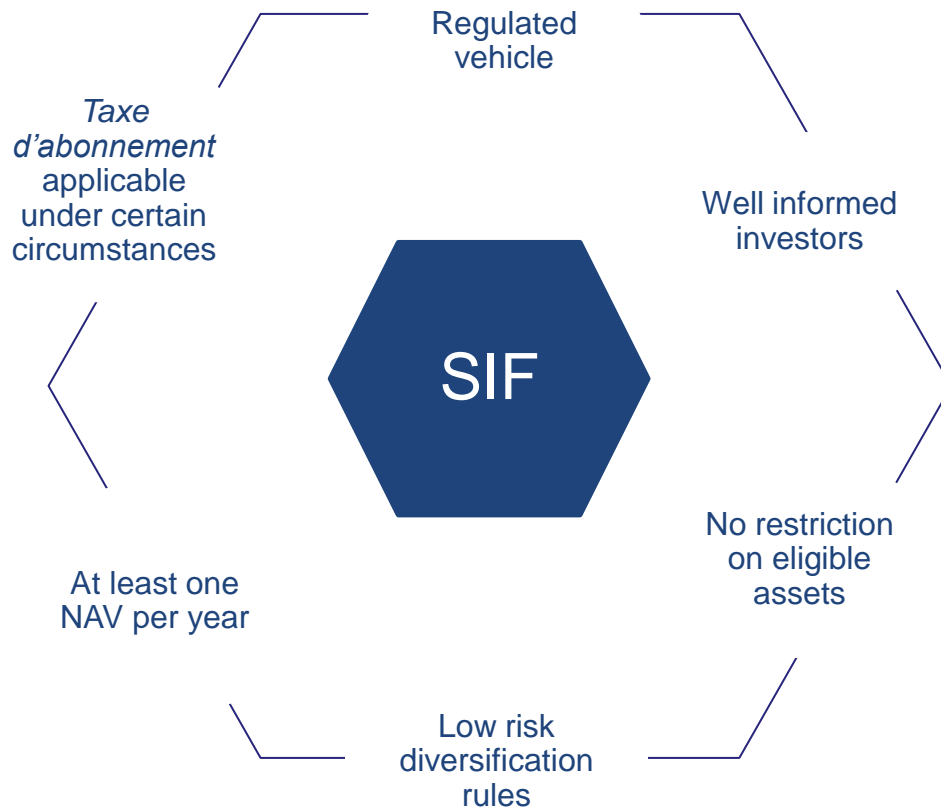 Regulated
vehicle
Well informed
investors
No restriction
on eligible
assets
Low risk
diversification
rules
At least one
NAV per year
Taxe
d’abonnement
applicable
under certain
circumstances
SIF